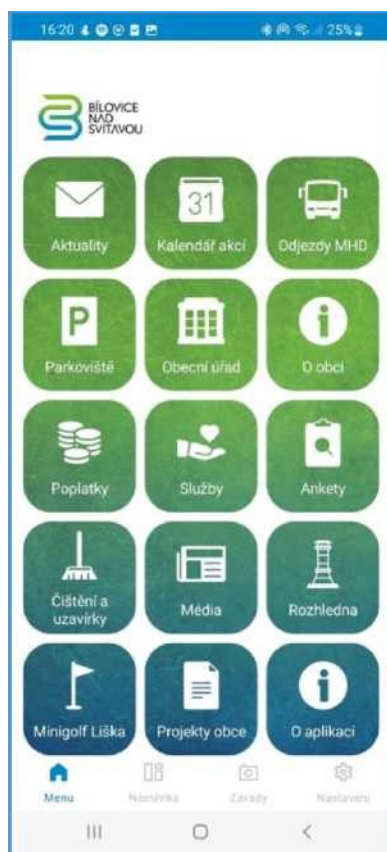 16:20
25%
BÍLOVICE
NAD
SVITAVOU
Aktuality
31
Kalendář akcí
Odjezdy MHD
P
Parkoviště
Obecní úřad
O obci
Poplatky
Služby
Ankety
Čištění a
uzavírky
Média
Rozhledna
Minigolf Liška
Projekty obce
O aplikaci
Menu
Nástěnka
Závady
Nastavení